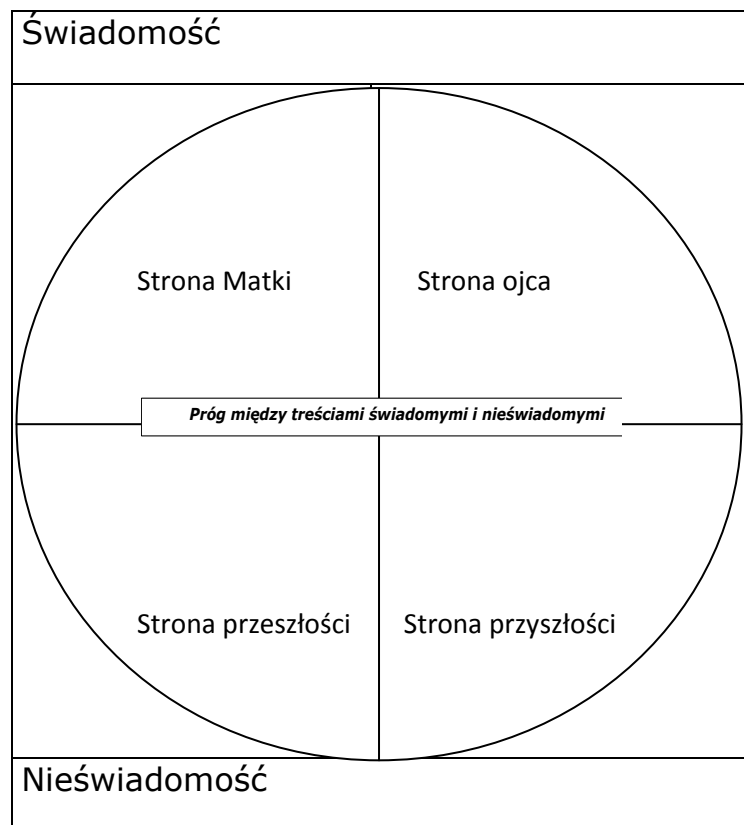 Świadomość
Strona Matki
Strona ojca
Próg między treściami świadomymi i nieświadomymi
Strona przeszłości
Strona przyszłości
Nieświadomość